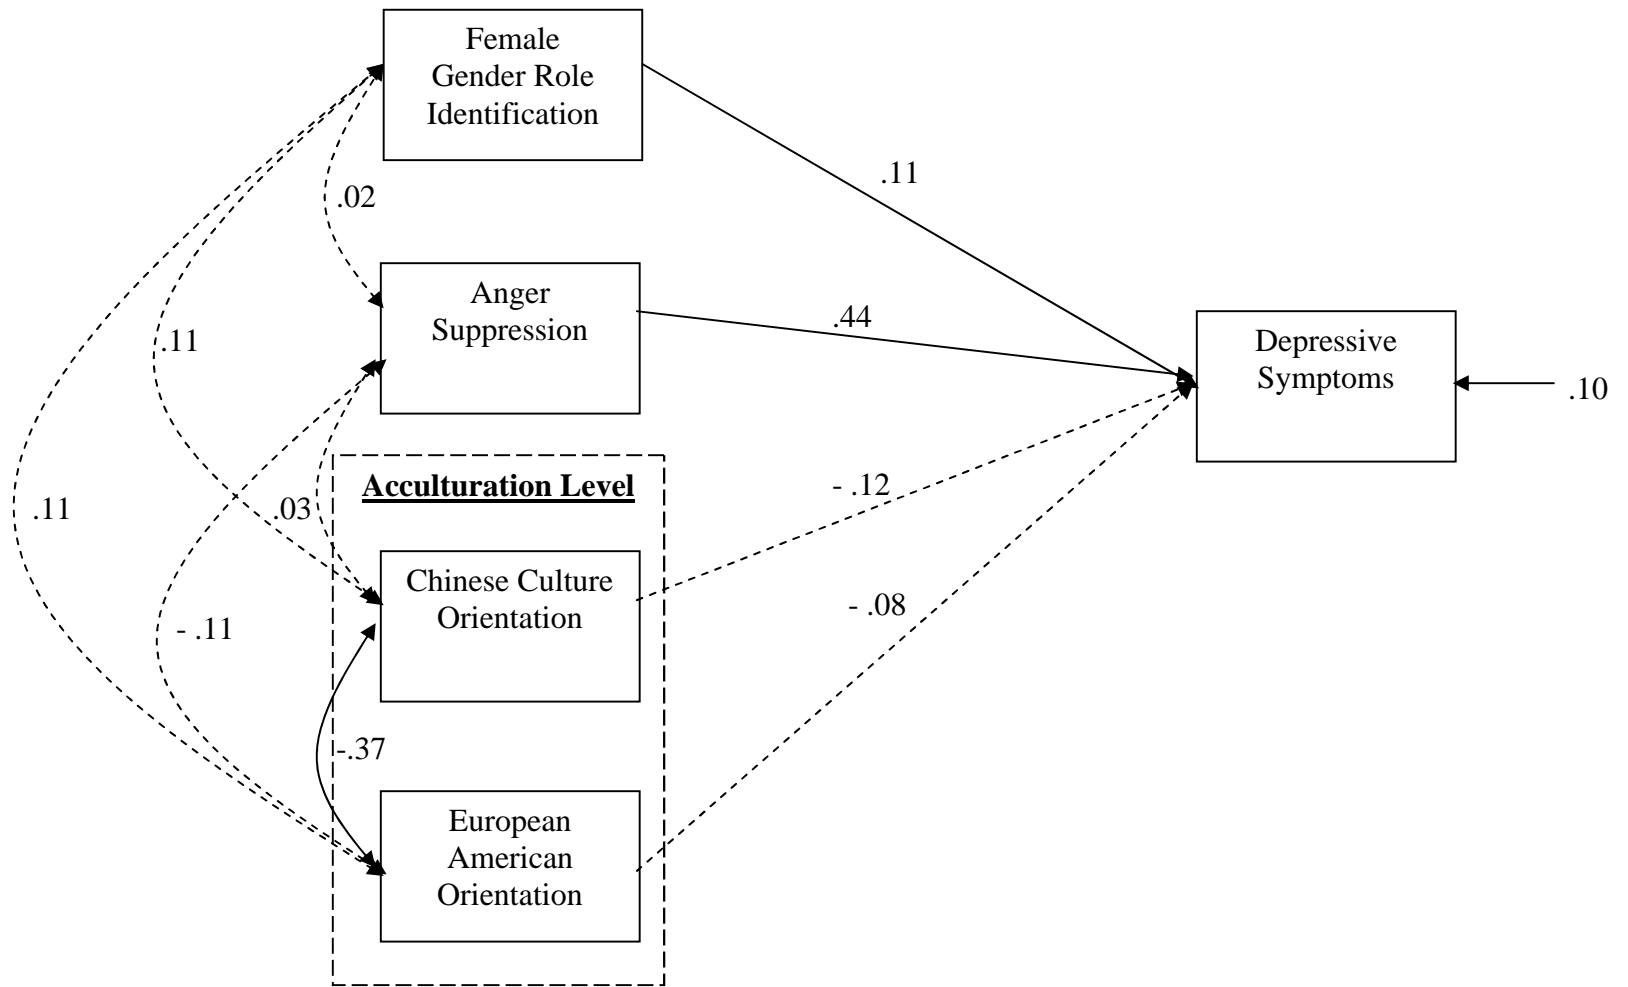 Female
Gender Role
Identification
.11
.02
Anger
Suppression
.44
.11
Depressive
Symptoms
.10
Acculturation Level
- .12
.11
.03
Chinese Culture
Orientation
- .08
- .11
-.37
European
American
Orientation